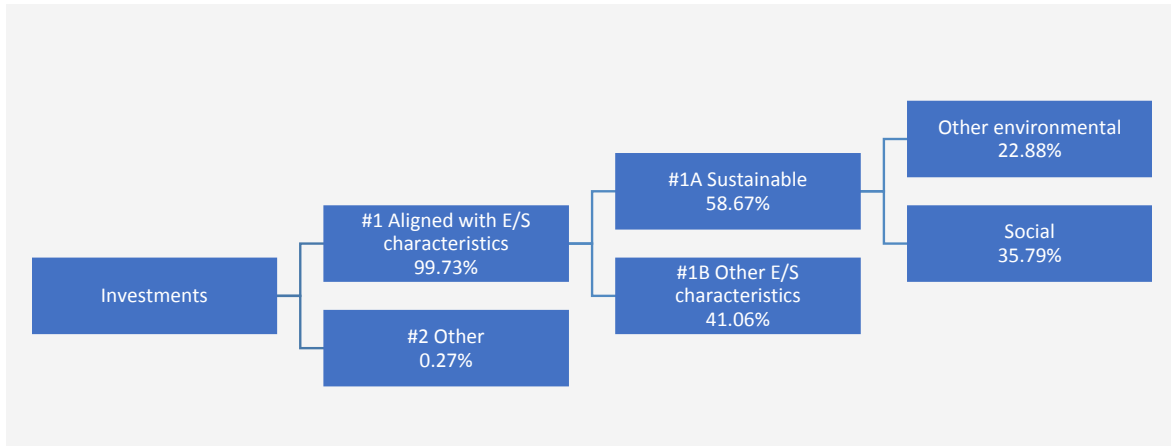 Investments
#1 Aligned with E/S
characteristics
99.73%
#2 Other
0.27%
#1A Sustainable
58.67%
#1B Other E/S
characteristics
41.06%
Other environmental
22.88%
Social
35.79%